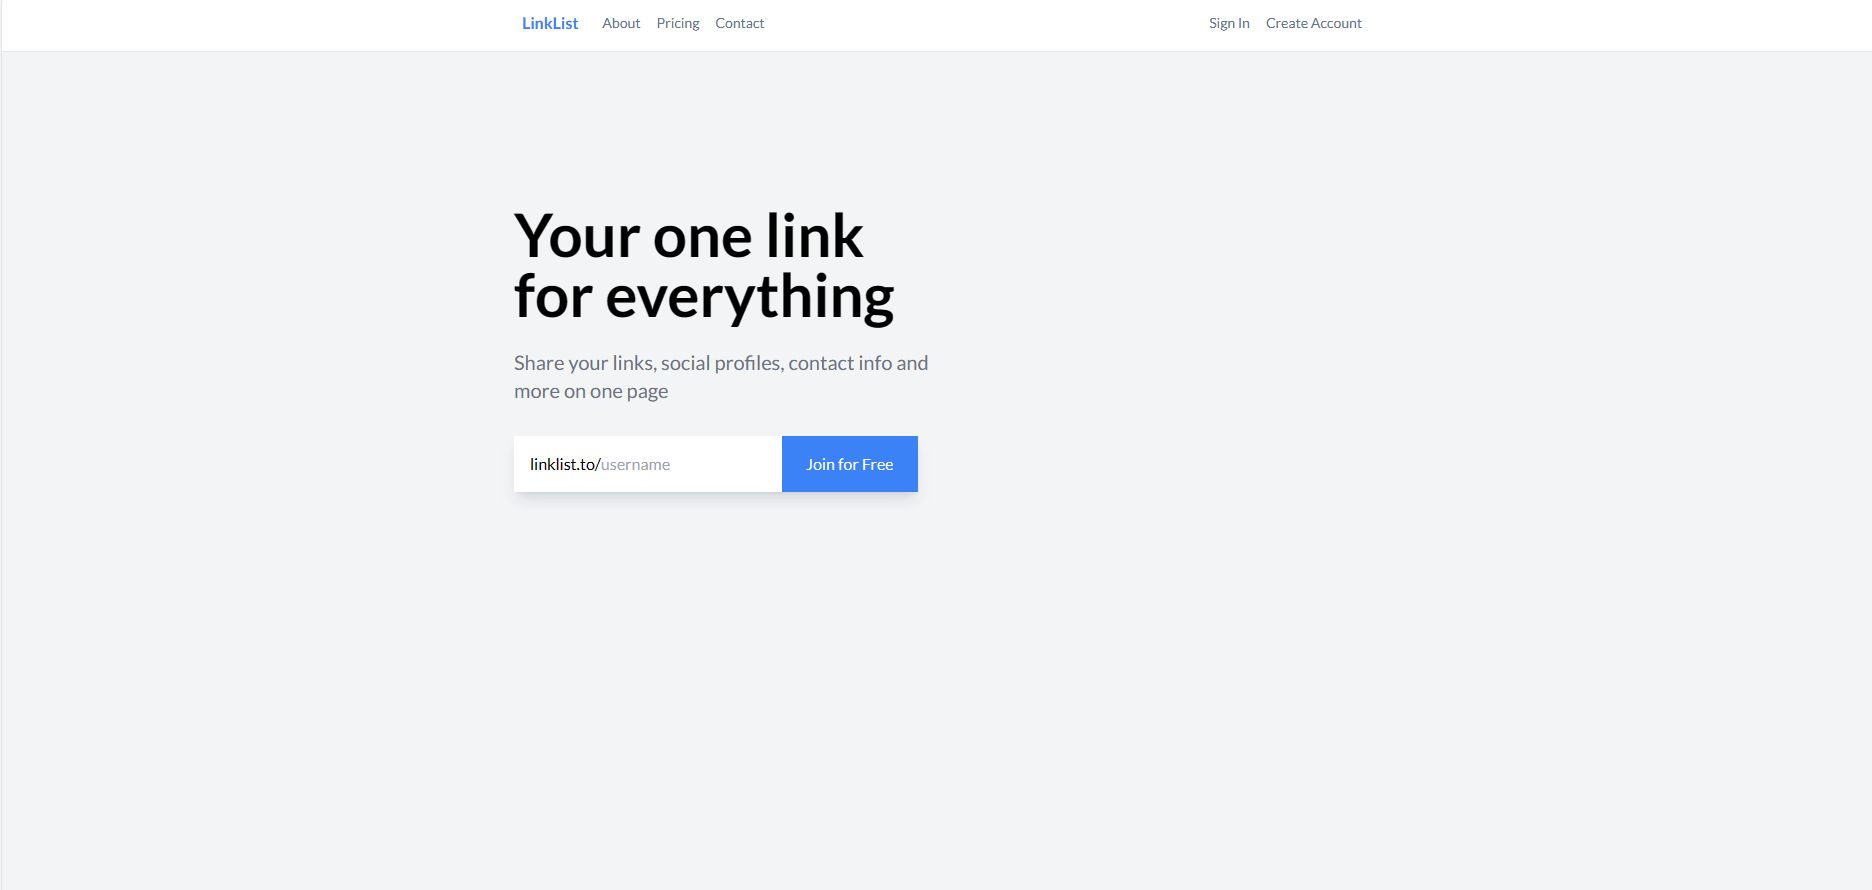 LinkList About Pricing Contact Sign In Create Account
Your one link
for everything
Share your links, social profiles, contact info and
more on one page
linklist.to/username Join for Free